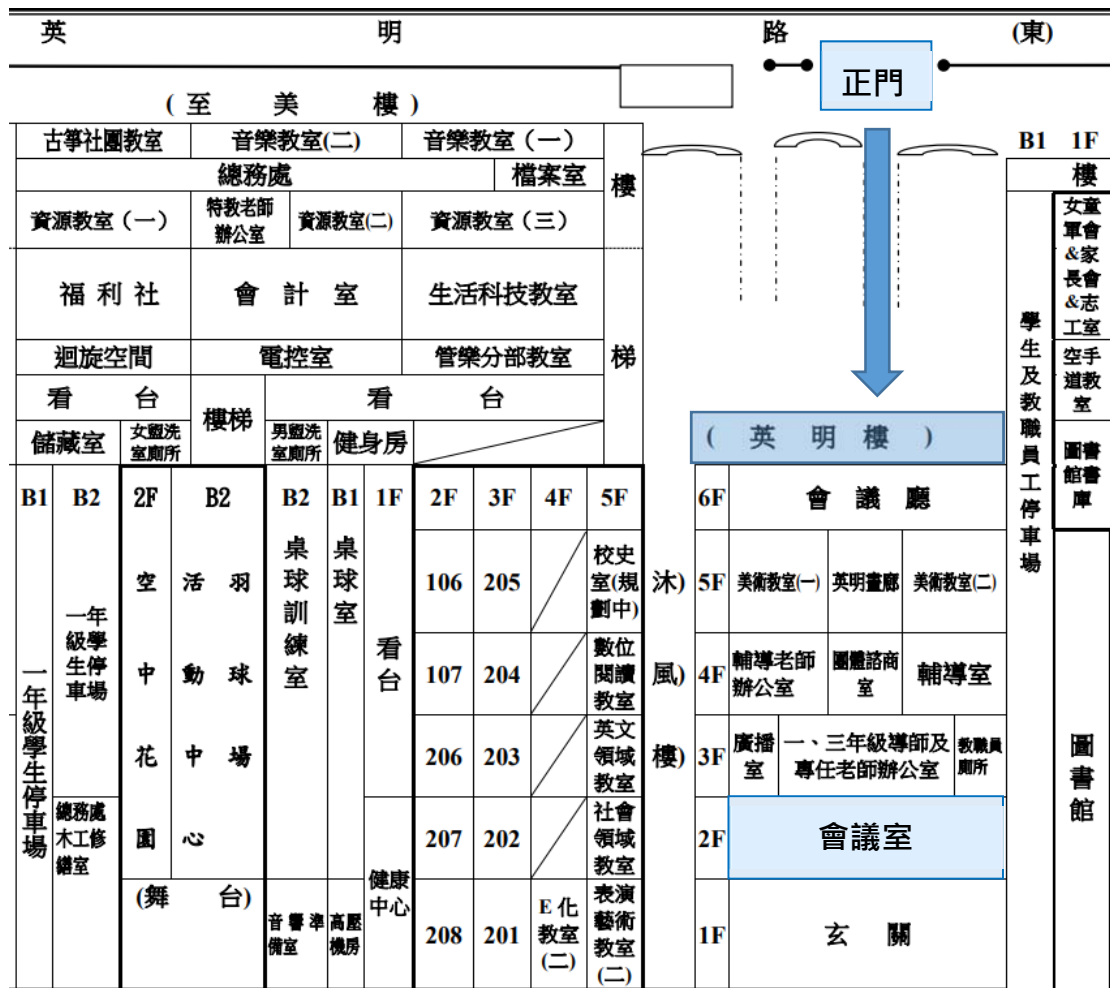 英 明 路 (東)
正門
( 至 美 樓 )
古箏社團教室 音樂教室(二) 音樂教室（一）
B1 1F
總務處 檔案室
樓
樓
資源教室（一） 特教老師辦公室 資源教室(二) 資源教室（三）
女童軍會&家長會&志工室
福 利 社 會 計 室 生活科技教室
學生及教職員工停車場
迴旋空間 電控室 管樂分部教室
梯
空手道教室
看 台 樓梯 看 台
儲藏室 女盥洗室廁所 男盥洗室廁所 健身房
( 英 明 樓 )
圖書館書庫
B1 B2 2F B2 B2 B1 1F 2F 3F 4F 5F
6F 會 議 廳
一年級學生停車場
一年級學生停車場
總務處木工修繕室
空中花園
活動中心
羽球場
(舞 台)
桌球訓練室
音響準備室
桌球室
高壓機房
看台
健康中心
106 205 校史室(規劃中)
107 204 數位閱讀教室
206 203 英文領域教室
207 202 社會領域教室
208 201 E 化教室(二) 表演藝術教室(二)
沐) 風) 樓)
5F 美術教室(一) 英明畫廊 美術教室(二)
4F 輔導老師辦公室 團體諮商室 輔導室
3F 廣播室 一、三年級導師及專任老師辦公室 教職員廁所
2F 會議室
1F 玄 關
圖書館